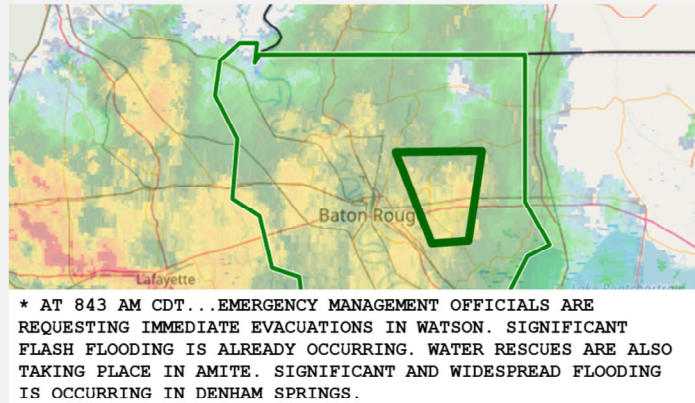 Baton Rouge
Lafayette
* AT 843 AM CDT...EMERGENCY MANAGEMENT OFFICIALS ARE
REQUESTING IMMEDIATE EVACUATIONS IN WATSON. SIGNIFICANT
FLASH FLOODING IS ALREADY OCCURRING. WATER RESCUES ARE ALSO
TAKING PLACE IN AMITE. SIGNIFICANT AND WIDESPREAD FLOODING
IS OCCURRING IN DENHAM SPRINGS.